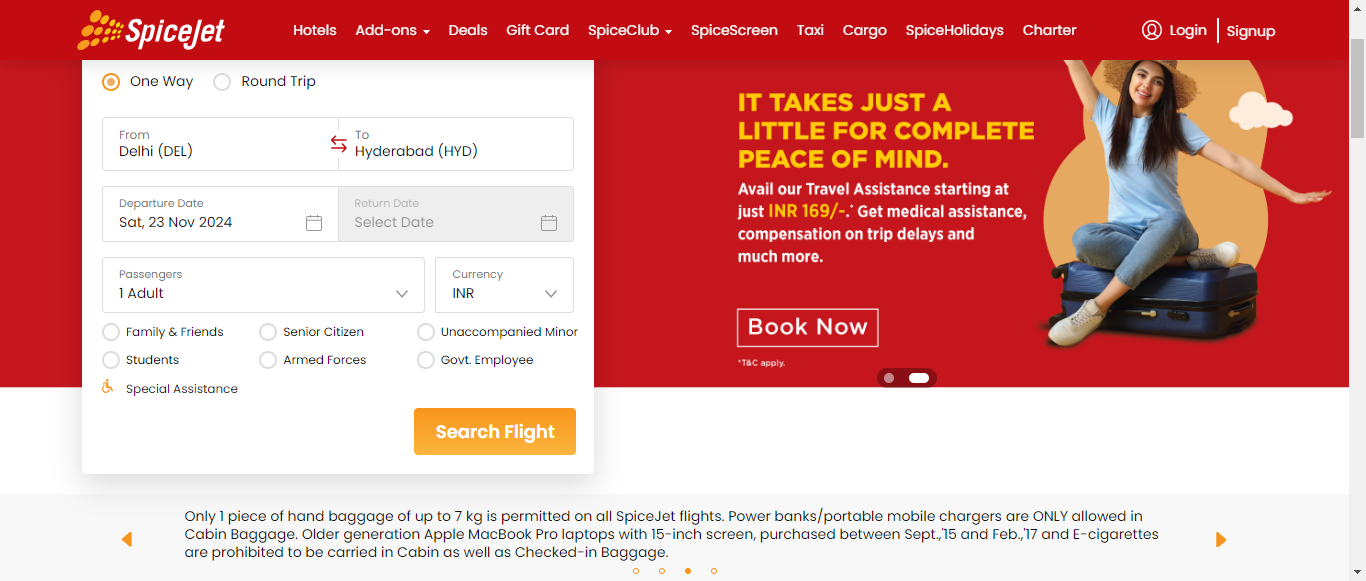 SpiceJet
Hotels Add-ons Deals Gift Card SpiceClub SpiceScreen Taxi Cargo SpiceHolidays Charter Login Signup
One Way Round Trip
From To
Delhi (DEL) Hyderabad (HYD)
Departure Date Return Date
Sat, 23 Nov 2024 Select Date
Passengers Currency
1 Adult INR
Family & Friends Senior Citizen Unaccompanied Minor
Students Armed Forces Govt. Employee
Special Assistance
Search Flight
IT TAKES JUST A
LITTLE FOR COMPLETE
PEACE OF MIND.
Avail our Travel Assistance starting at
just INR 169/-.* Get medical assistance,
compensation on trip delays and
much more.
Book Now
*T&C apply.
Only 1 piece of hand baggage of up to 7 kg is permitted on all SpiceJet flights. Power banks/portable mobile chargers are ONLY allowed in
Cabin Baggage. Older generation Apple MacBook Pro laptops with 15-inch screen, purchased between Sept.,'15 and Feb.,'17 and E-cigarettes
are prohibited to be carried in Cabin as well as Checked-in Baggage.